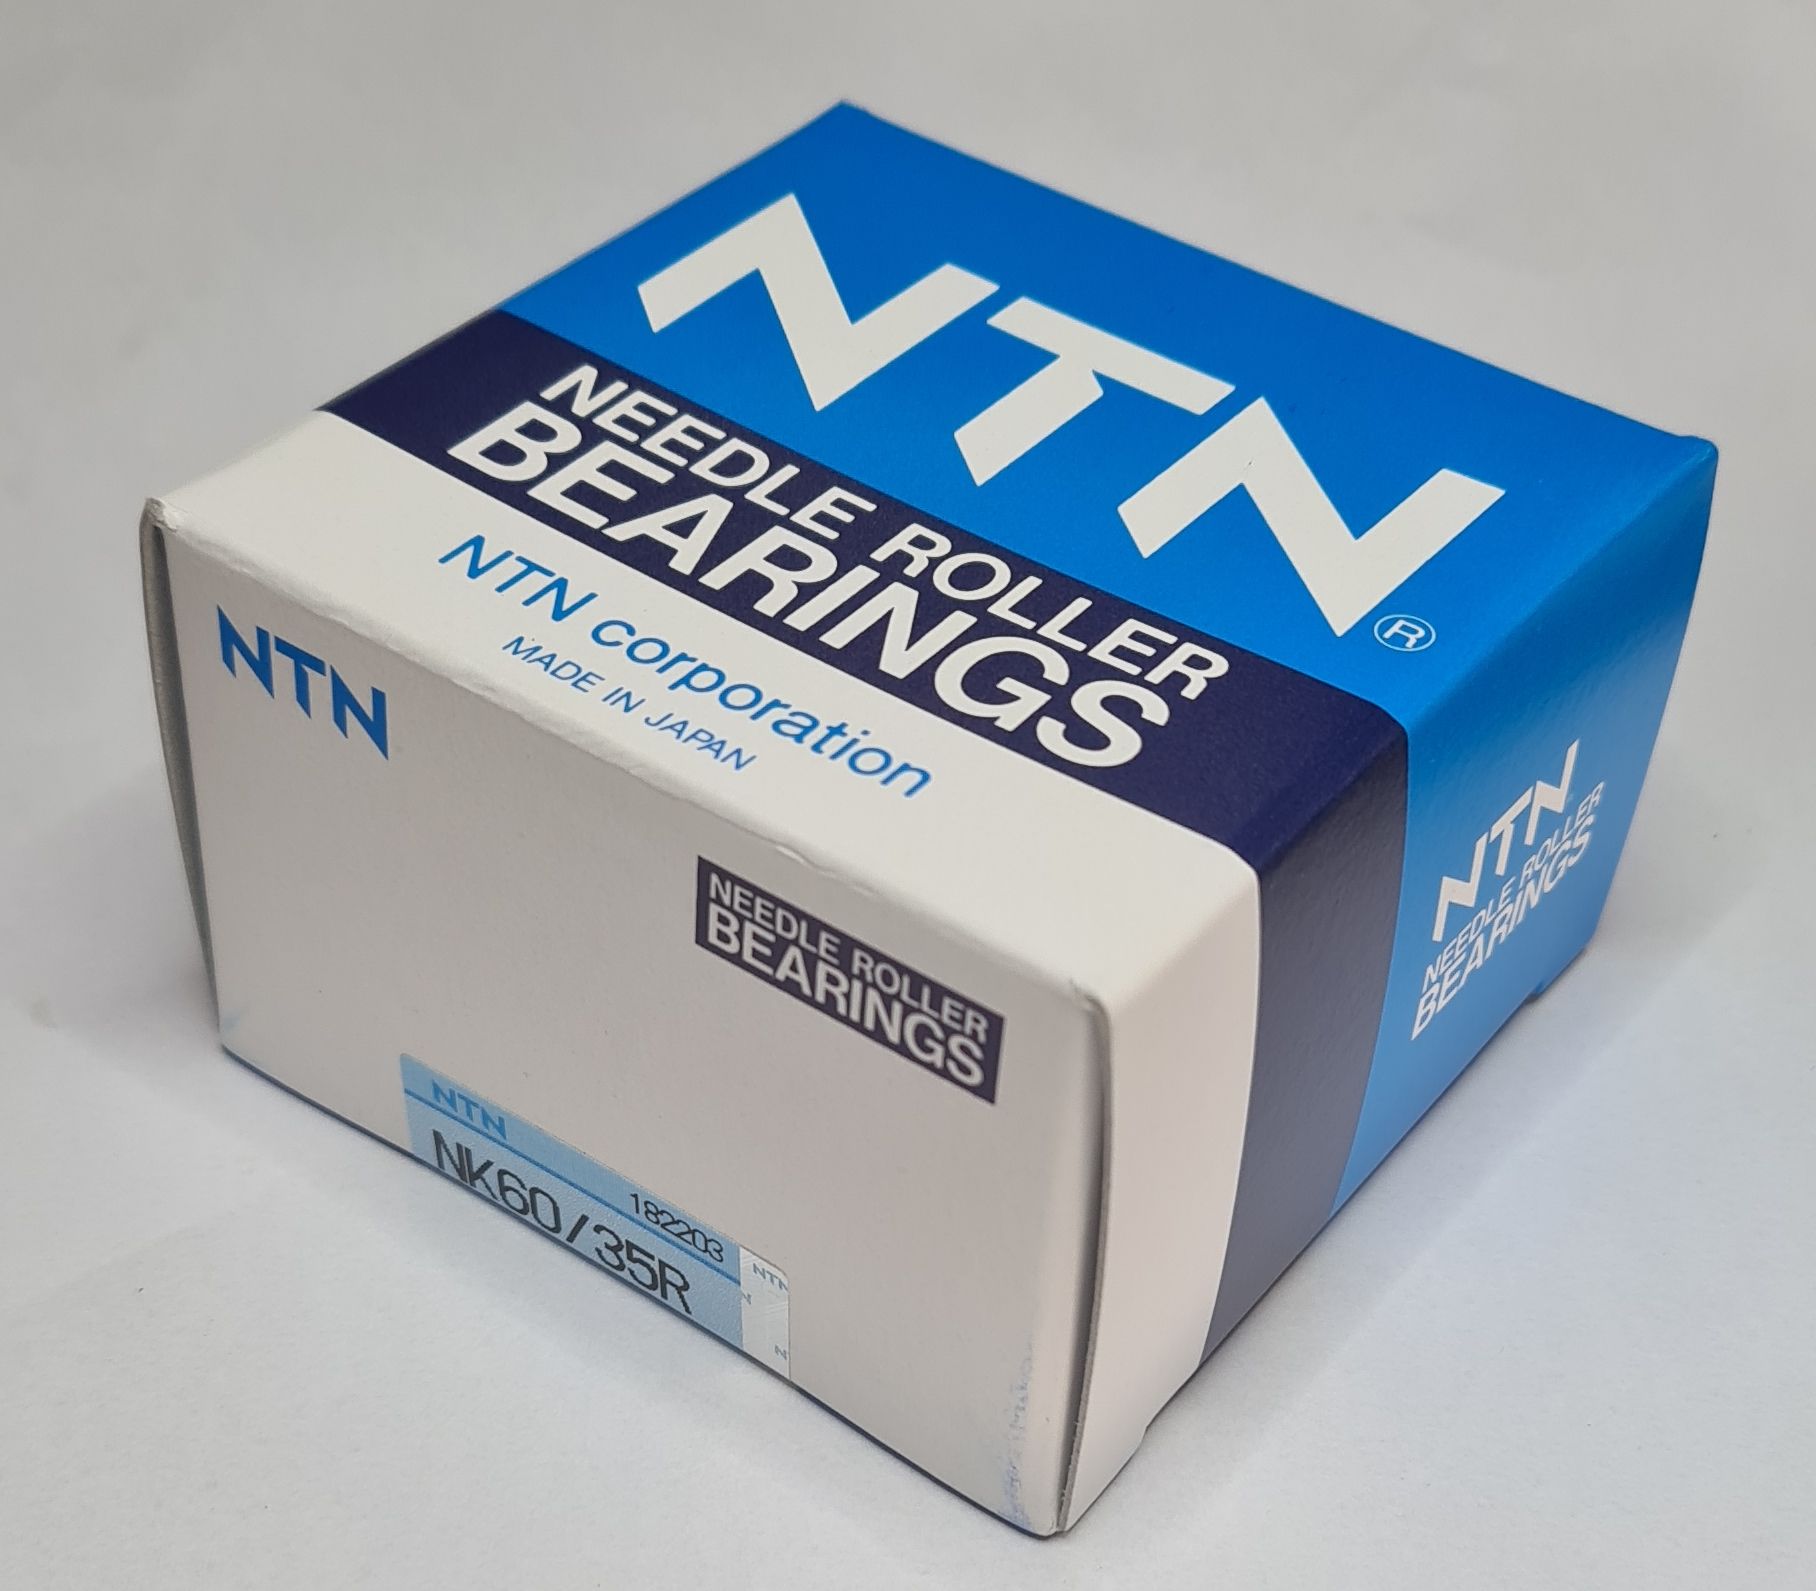 NTN®
NEEDLE ROLLER
BEARINGS
NTN corporation
MADE IN JAPAN
NTN
NEEDLE ROLLER
BEARINGS
NTN
182203
NK60/35R
NTN
N
N
NTN
NEEDLE ROLLER
BEARINGS